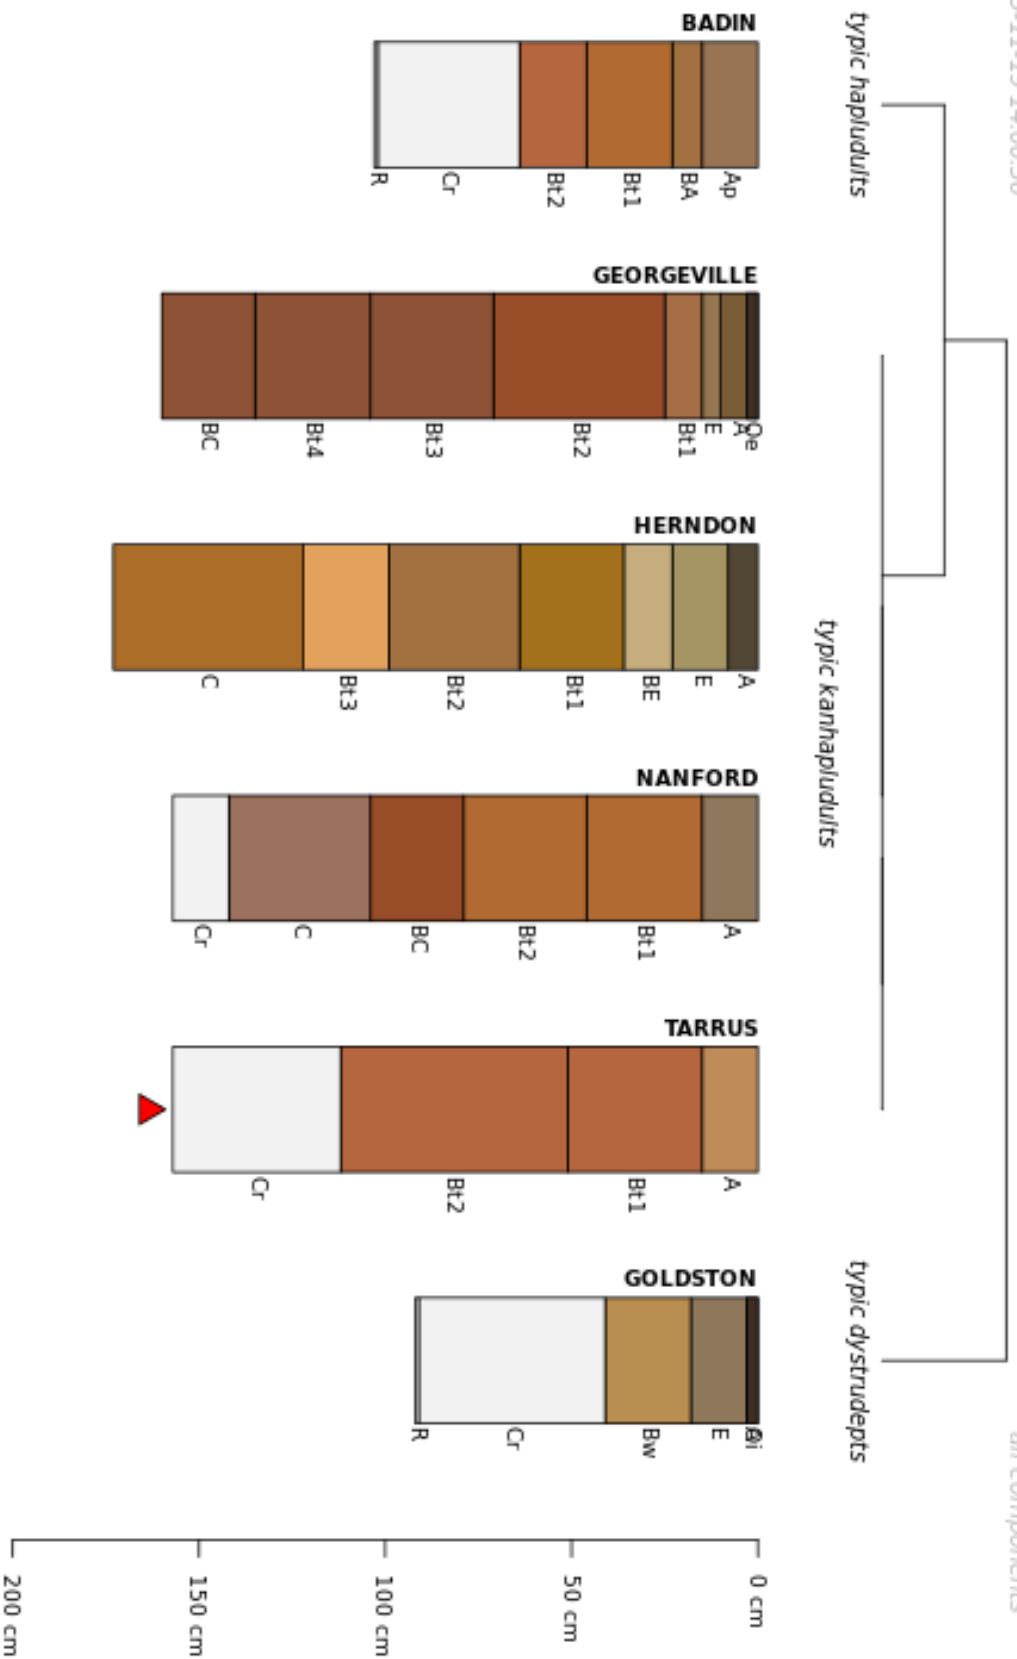 typic hapludults
typic kanhapludults
typic dystrudepts
BADIN
Ap
BA
Bt1
Bt2
Cr
R
GEORGEVILLE
Oe
A
E
Bt1
Bt2
Bt3
Bt4
BC
HERNDON
A
E
BE
Bt1
Bt2
Bt3
C
NANFORD
A
Bt1
Bt2
BC
C
Cr
TARRUS
A
Bt1
Bt2
Cr
GOLDSTON
Oi
E
Bw
Cr
R
0 cm
50 cm
100 cm
150 cm
200 cm